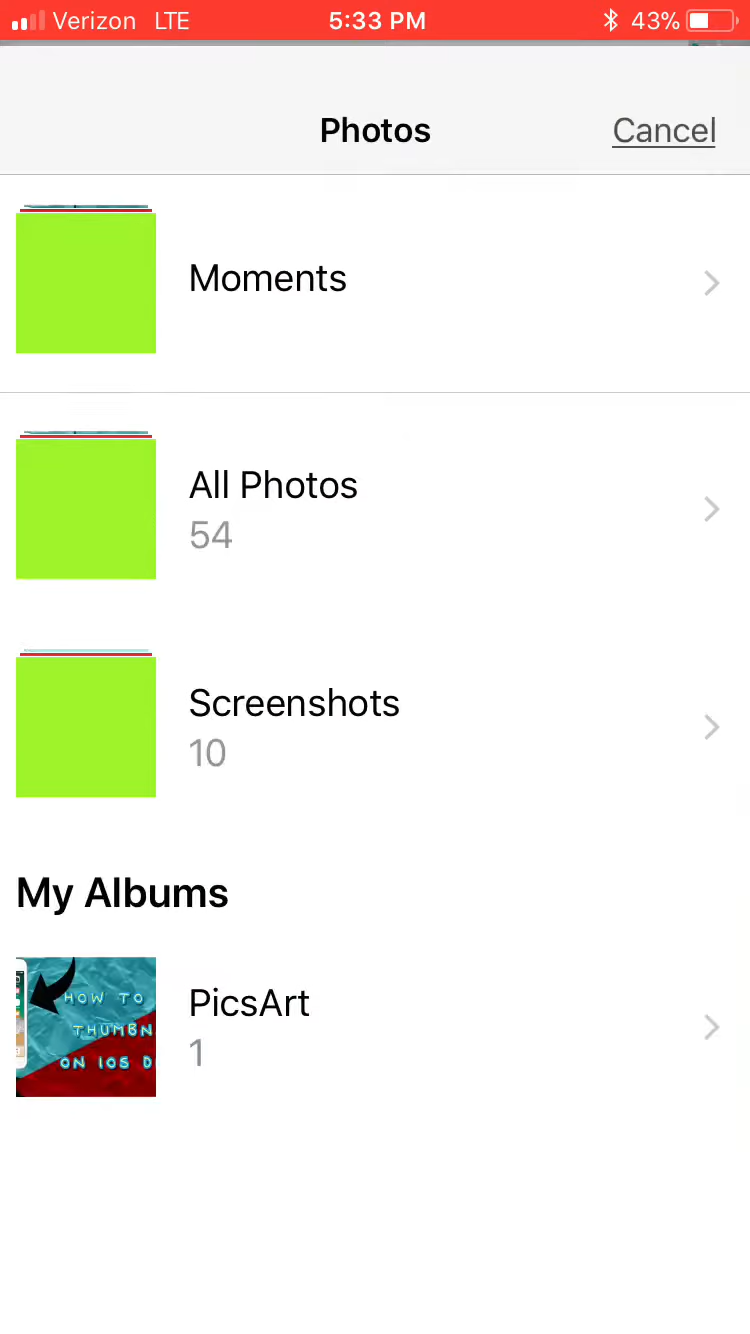 Verizon LTE 5:33 PM 43%
Photos Cancel
Moments
All Photos
54
Screenshots
10
My Albums
HOW TO
THUMBN
ON IOS D
PicsArt
1